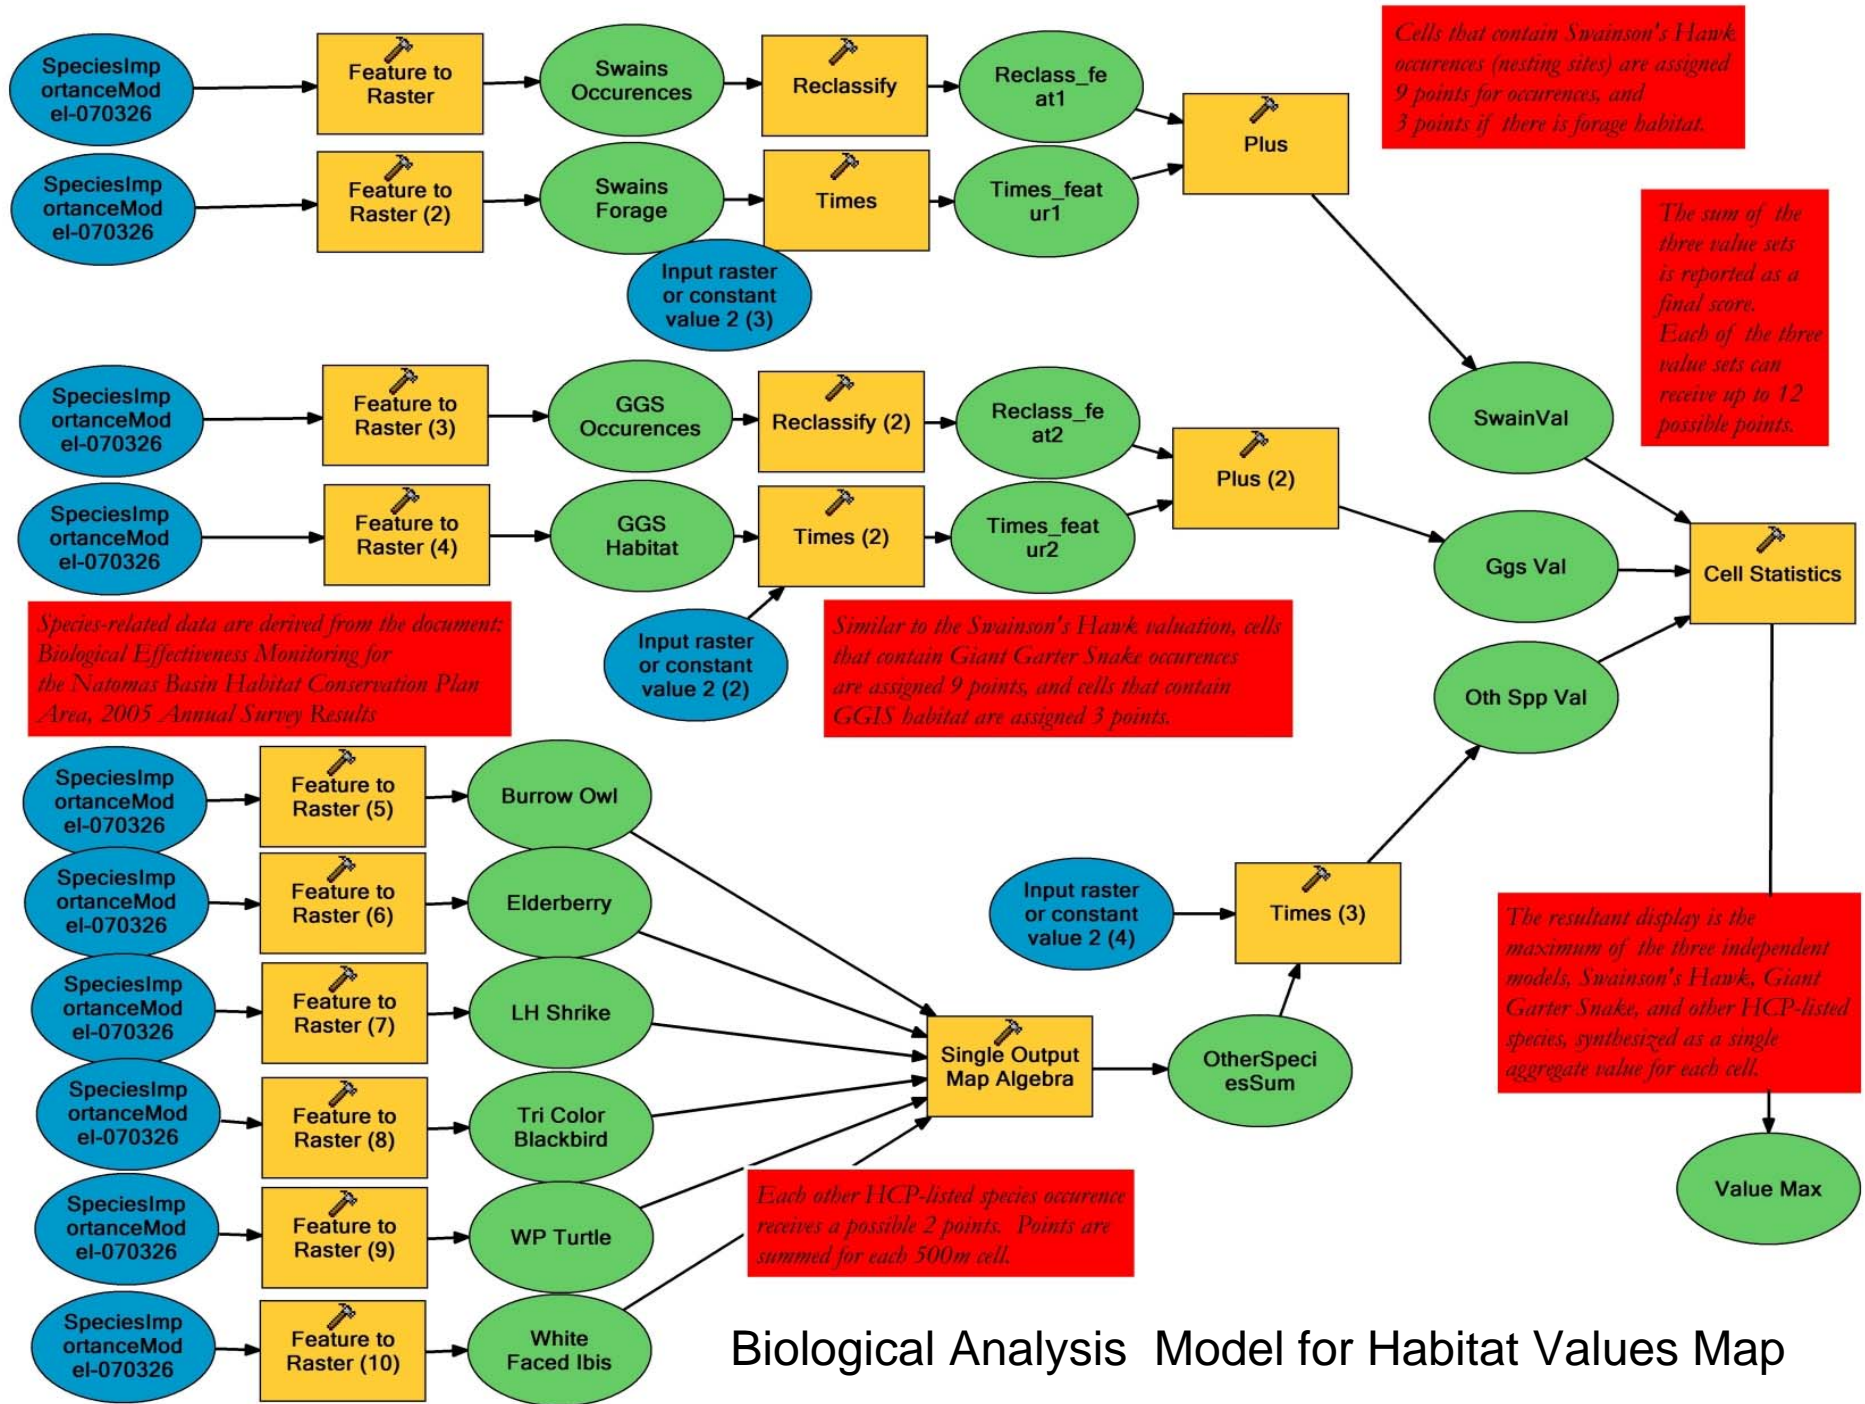 SpeciesImp
ortanceMod
el-070326
Feature to
Raster
Swains
Occurences
Reclassify
Reclass_fe
at1
Plus
Cells that contain Swainson's Hawk
occurences (nesting sites) are assigned
9 points for occurences, and
3 points if there is forage habitat.
SpeciesImp
ortanceMod
el-070326
Feature to
Raster (2)
Swains
Forage
Times
Times_feat
ur1
Input raster
or constant
value 2 (3)
The sum of the
three value sets
is reported as a
final score.
Each of the three
value sets can
receive up to 12
possible points.
SpeciesImp
ortanceMod
el-070326
Feature to
Raster (3)
GGS
Occurences
Reclassify (2)
Reclass_fe
at2
Plus (2)
SwainVal
SpeciesImp
ortanceMod
el-070326
Feature to
Raster (4)
GGS
Habitat
Times (2)
Times_feat
ur2
Ggs Val
Cell Statistics
Input raster
or constant
value 2 (2)
Species-related data are derived from the document:
Biological Effectiveness Monitoring for
the Natomas Basin Habitat Conservation Plan
Area, 2005 Annual Survey Results
Similar to the Swainson's Hawk valuation, cells
that contain Giant Garter Snake occurences
are assigned 9 points, and cells that contain
GGIS habitat are assigned 3 points.
Oth Spp Val
SpeciesImp
ortanceMod
el-070326
Feature to
Raster (5)
Burrow Owl
SpeciesImp
ortanceMod
el-070326
Feature to
Raster (6)
Elderberry
Input raster
or constant
value 2 (4)
Times (3)
The resultant display is the
maximum of the three independent
models, Swainson's Hawk, Giant
Garter Snake, and other HCP-listed
species, synthesized as a single
aggregate value for each cell.
SpeciesImp
ortanceMod
el-070326
Feature to
Raster (7)
LH Shrike
Single Output
Map Algebra
OtherSpeci
esSum
SpeciesImp
ortanceMod
el-070326
Feature to
Raster (8)
Tri Color
Blackbird
SpeciesImp
ortanceMod
el-070326
Feature to
Raster (9)
WP Turtle
Each other HCP-listed species occurence
receives a possible 2 points. Points are
summed for each 500m cell.
Value Max
SpeciesImp
ortanceMod
el-070326
Feature to
Raster (10)
White
Faced Ibis
Biological Analysis Model for Habitat Values Map